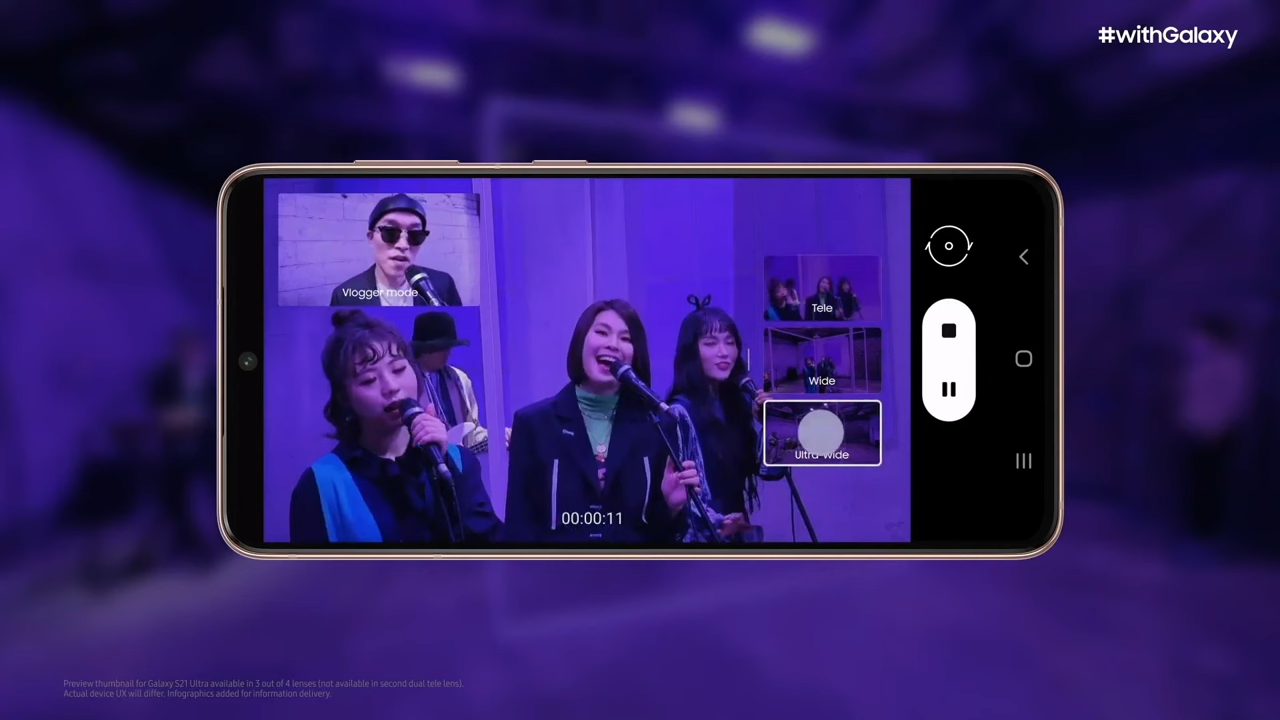 #withGalaxy
Vlogger mode
Tele
Wide
Ultra-wide
00:00:11
Preview thumbnail for Galaxy S21 Ultra available in 3 out of 4 lenses (not available in second dual tele lens).
Actual device UX will differ. Infographics added for information delivery.